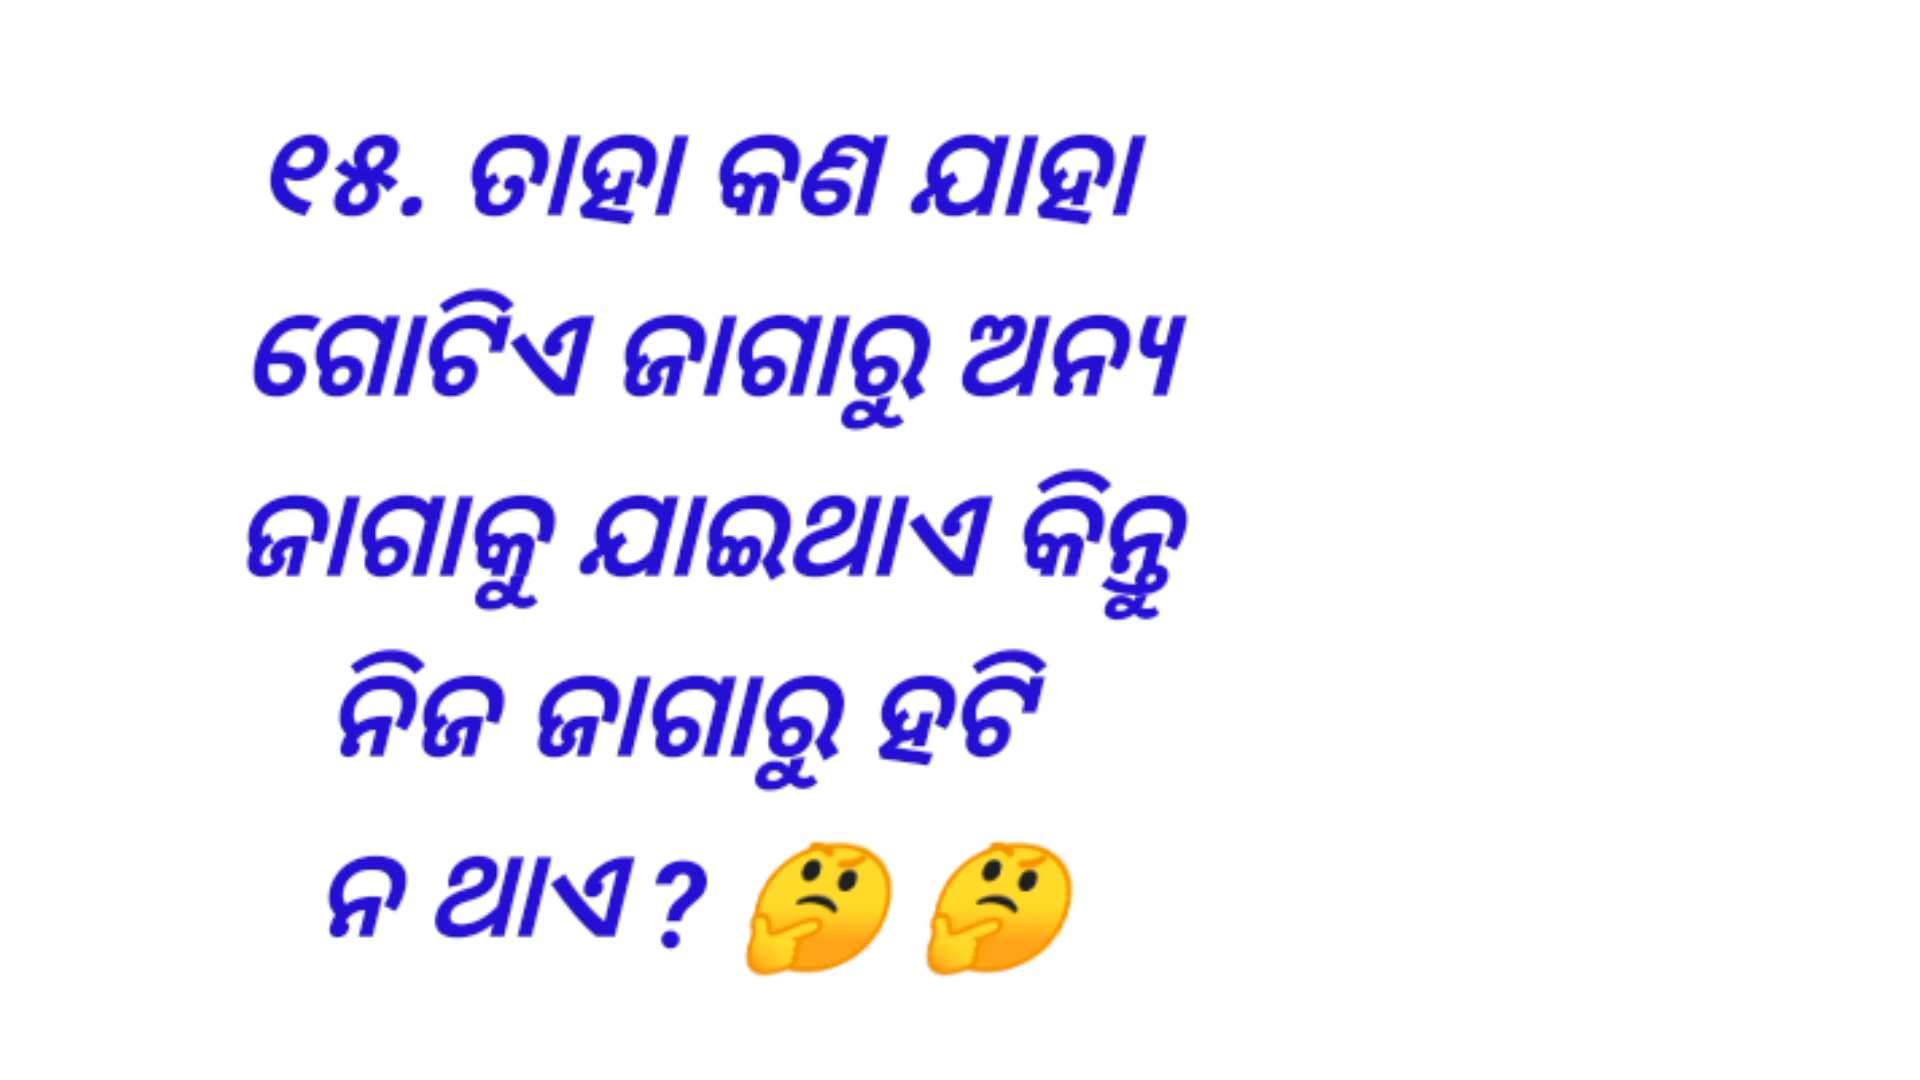 ୧୫. ତାହା କଣ ଯାହା
ଗୋଟିଏ ଜାଗାରୁ ଅନ୍ୟ
ଜାଗାକୁ ଯାଇଥାଏ କିନ୍ତୁ
ନିଜ ଜାଗାରୁ ହଟି
ନ ଥାଏ ? 🤔 🤔